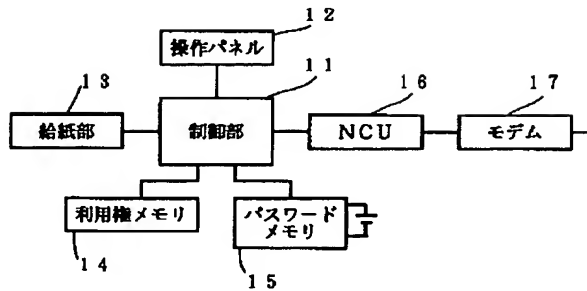 操作パネル
12
11
13
16
17
給紙部
制御部
NCU
モデム
利用権メモリ
パスワード
メモリ
14
15